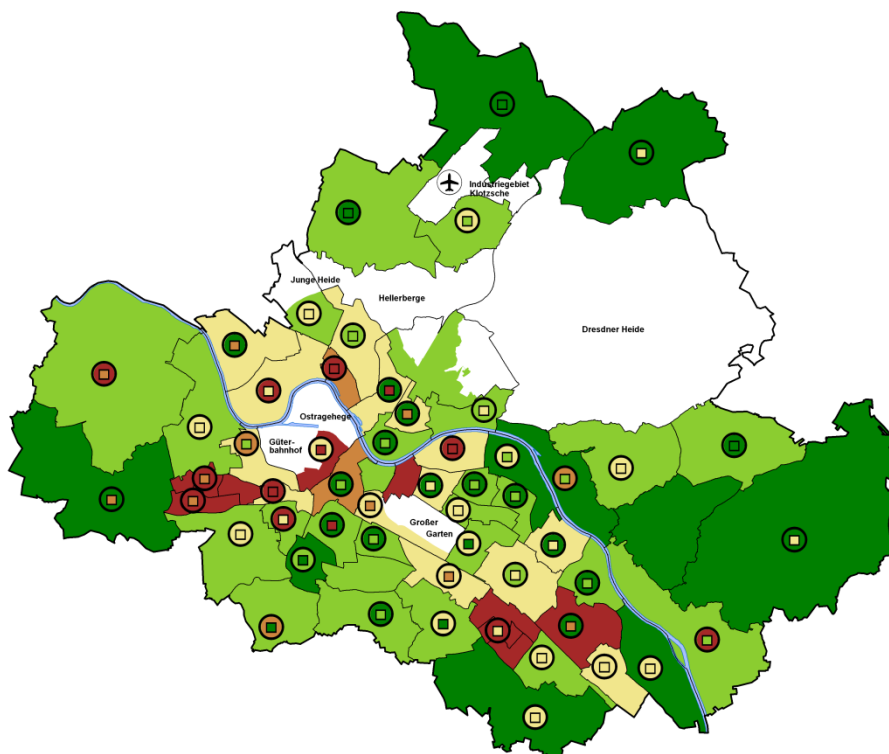 Industriegebiet
Klotzsche
Junge Heide
Hellerberge
Dresdner Heide
Ostragehege
Güter-
bahnhof
Großer
Garten